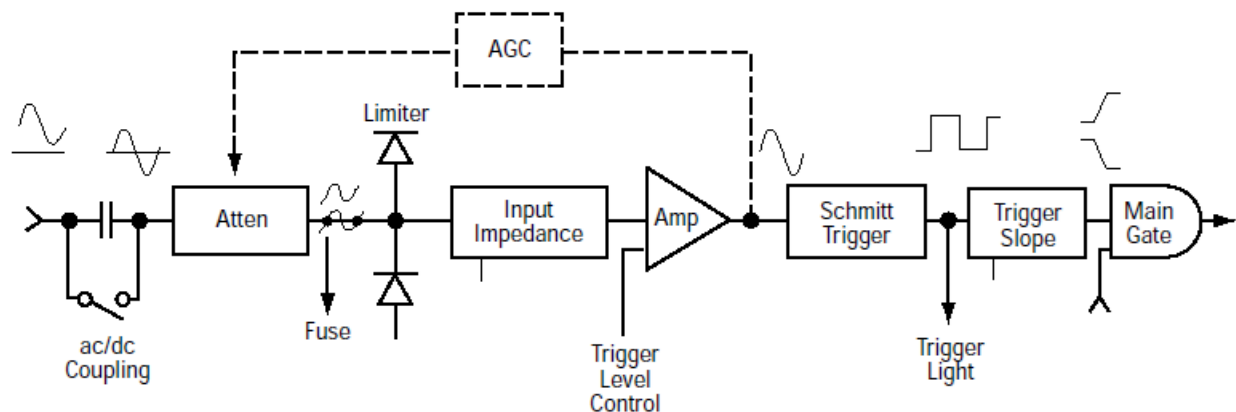 AGC
Limiter
Atten
Input
Impedance
Amp
Schmitt
Trigger
Trigger
Slope
Main
Gate
Fuse
ac/dc
Coupling
Trigger
Level
Control
Trigger
Light